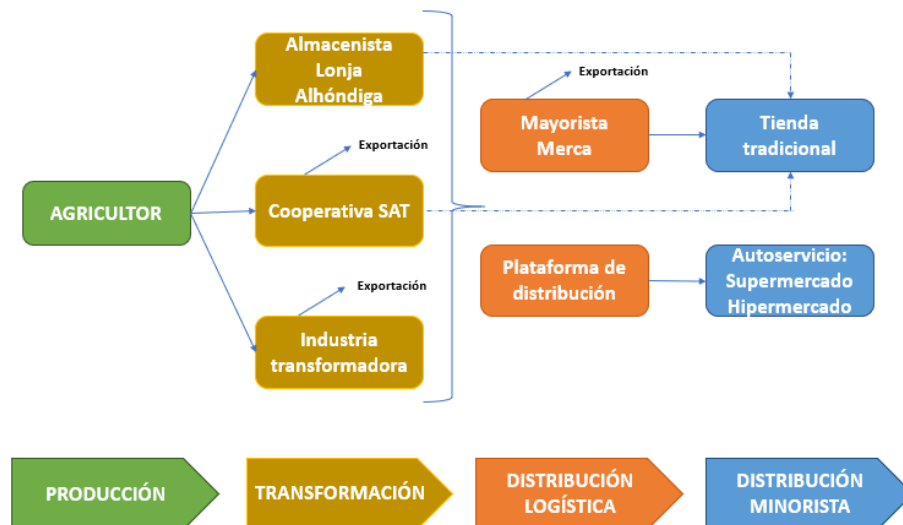 Almacenista
Lonja
Alhóndiga
Exportación
Mayorista
Merca
Tienda
tradicional
Exportación
AGRICULTOR
Cooperativa SAT
Plataforma de
distribución
Autoservicio:
Supermercado
Hipermercado
Exportación
Industria
transformadora
PRODUCCIÓN
TRANSFORMACIÓN
DISTRIBUCIÓN
LOGÍSTICA
DISTRIBUCIÓN
MINORISTA